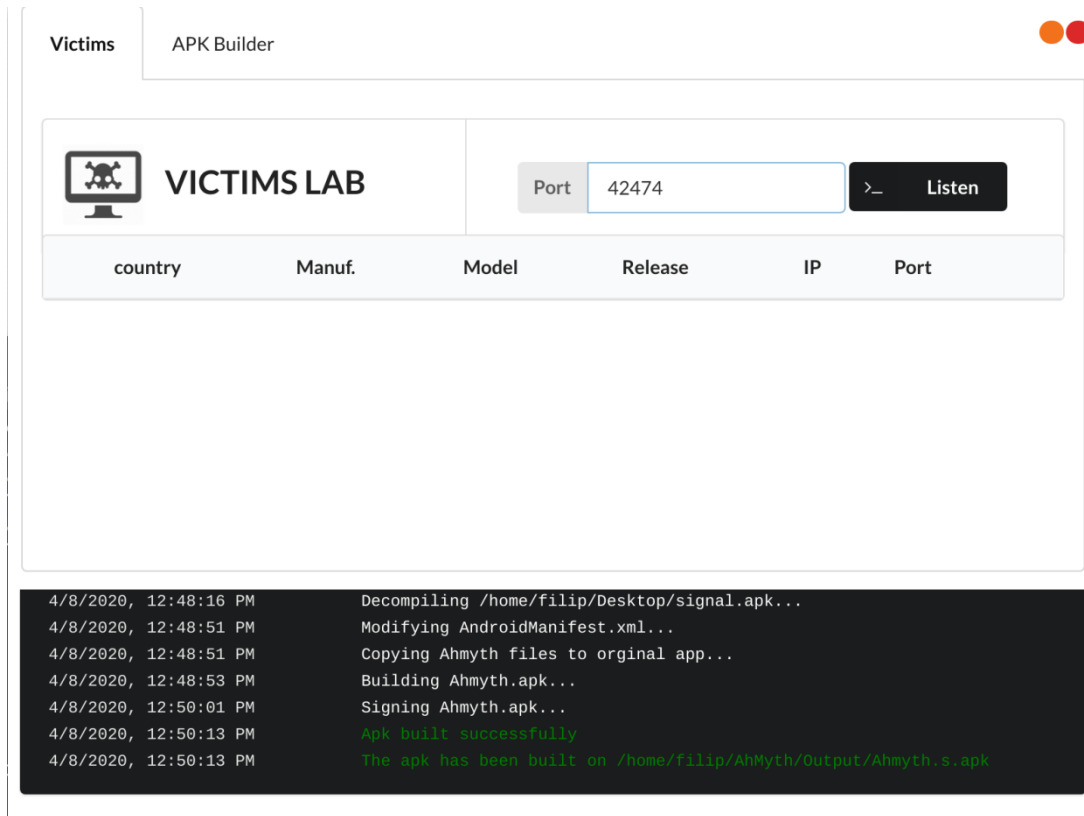 Victims APK Builder
VICTIMS LAB
Port 42474 >_ Listen
country Manuf. Model Release IP Port
4/8/2020, 12:48:16 PM Decompiling /home/filip/Desktop/signal.apk...
4/8/2020, 12:48:51 PM Modifying AndroidManifest.xml...
4/8/2020, 12:48:51 PM Copying Ahmyth files to orginal app...
4/8/2020, 12:48:53 PM Building Ahmyth.apk...
4/8/2020, 12:50:01 PM Signing Ahmyth.apk...
4/8/2020, 12:50:13 PM Apk built successfully
4/8/2020, 12:50:13 PM The apk has been built on /home/filip/AhMyth/Output/Ahmyth.s.apk